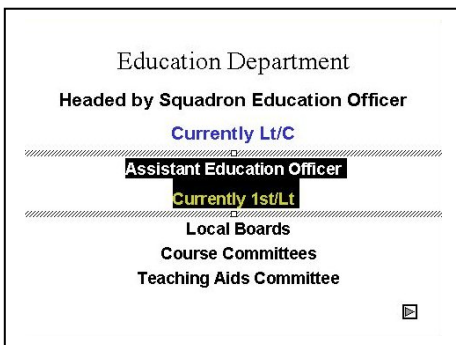 Education Department
Headed by Squadron Education Officer
Currently Lt/C
Assistant Education Officer
Currently 1st/Lt
Local Boards
Course Committees
Teaching Aids Committee